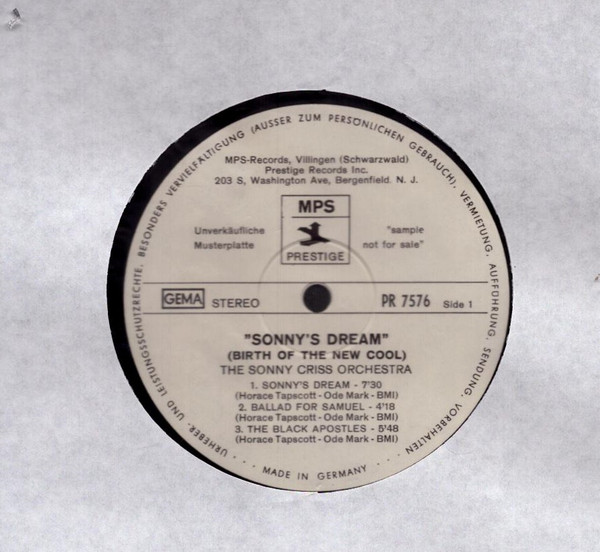 URHEBER- UND LEISTUNGSSCHUTZRECHTE, BESONDERS VERVIELFÄLTIGUNG (AUSSER ZUM PERSÖNLICHEN GEBRAUCH), VERMIETUNG, AUFFÜHRUNG, SENDUNG, VORBEHALTEN
MPS-Records, Villingen (Schwarzwald)
Prestige Records Inc.
203 S, Washington Ave, Bergenfield. N. J.
MPS
Unverkäufliche
Musterplatte
"sample
not for sale"
PRESTIGE
GEMA STEREO PR 7576 Side 1
"SONNY'S DREAM"
(BIRTH OF THE NEW COOL)
THE SONNY CRISS ORCHESTRA
1. SONNY'S DREAM - 7'30
(Horace Tapscott - Ode Mark - BMI)
2. BALLAD FOR SAMUEL - 4'18
(Horace Tapscott - Ode Mark - BMI)
3. THE BLACK APOSTLES - 5'48
(Horace Tapscott - Ode Mark - BMI)
. . . MADE IN GERMANY . . .